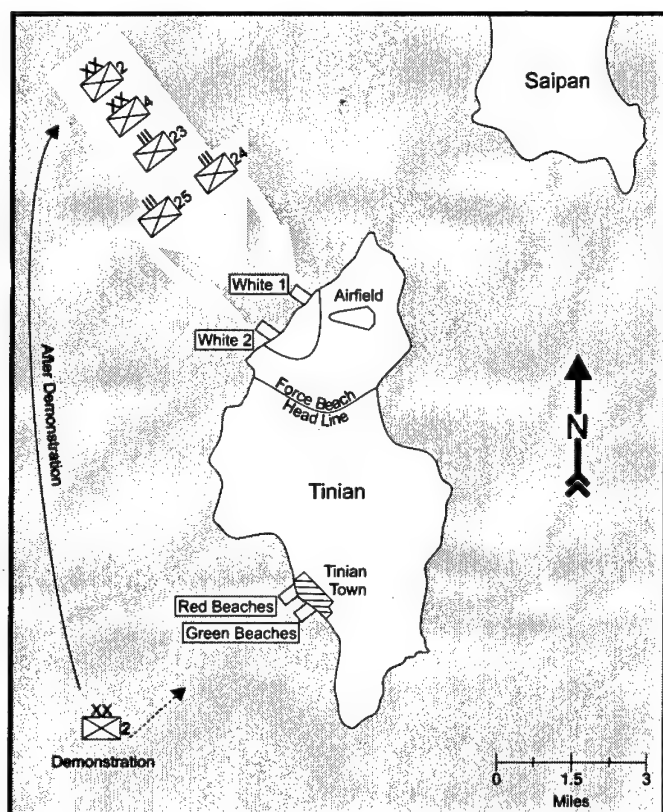 Saipan
XX
2
XX
4
III
23
III
24
III
25
White 1
Airfield
White 2
Force Beach
Head Line
After Demonstration
N
Tinian
Tinian
Town
Red Beaches
Green Beaches
XX
2
Demonstration
0 1.5 3
Miles